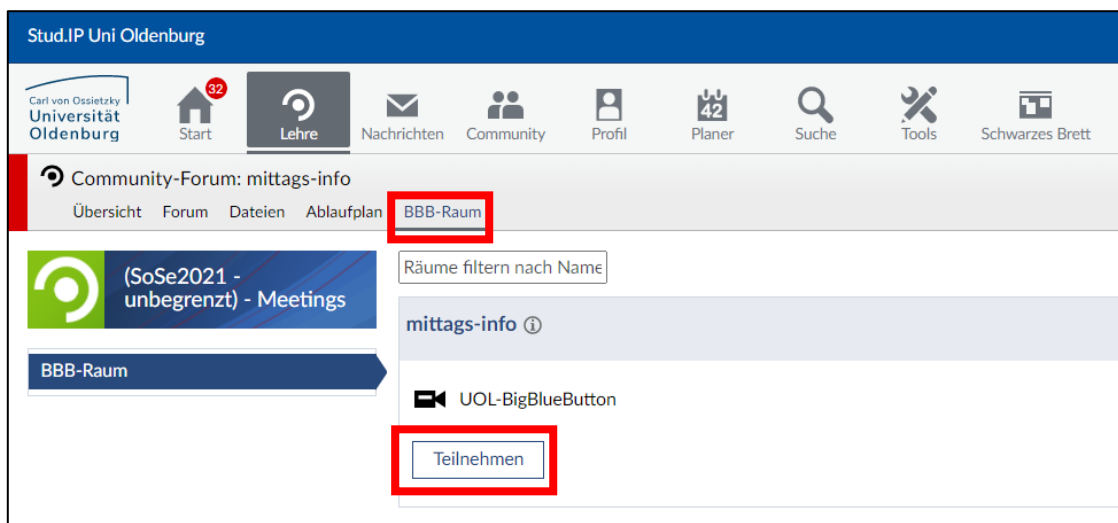 Stud.IP Uni Oldenburg
Carl von Ossietzky
Universität
Oldenburg
32
Start
Lehre
Nachrichten
Community
Profil
42
Planer
Suche
Tools
Schwarzes Brett
Community-Forum: mittags-info
Übersicht Forum Dateien Ablaufplan BBB-Raum
(SoSe2021 -
unbegrenzt) - Meetings
BBB-Raum
Räume filtern nach Name
mittags-info
UOL-BigBlueButton
Teilnehmen